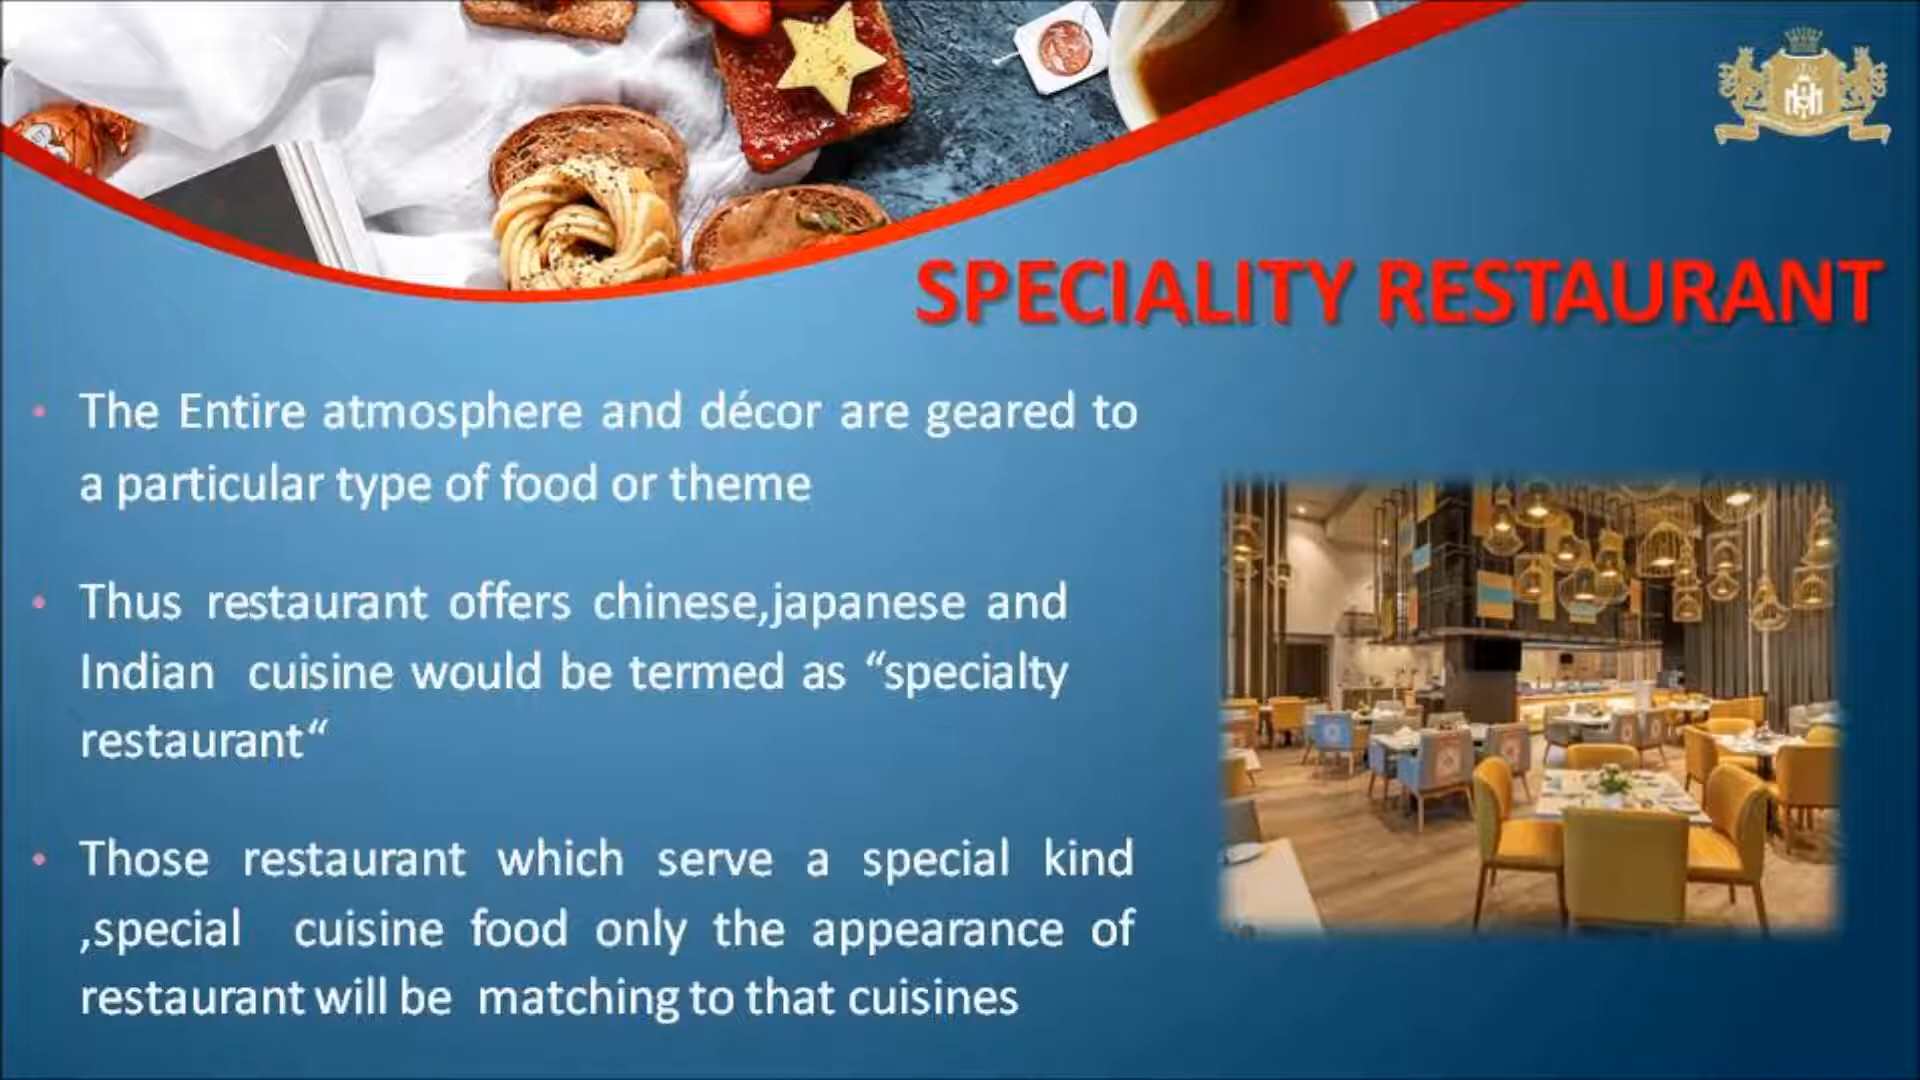 SPECIALITY RESTAURANT
• The Entire atmosphere and décor are geared to
a particular type of food or theme
• Thus restaurant offers chinese,japanese and
Indian cuisine would be termed as “specialty
restaurant“
• Those restaurant which serve a special kind
,special cuisine food only the appearance of
restaurant will be matching to that cuisines